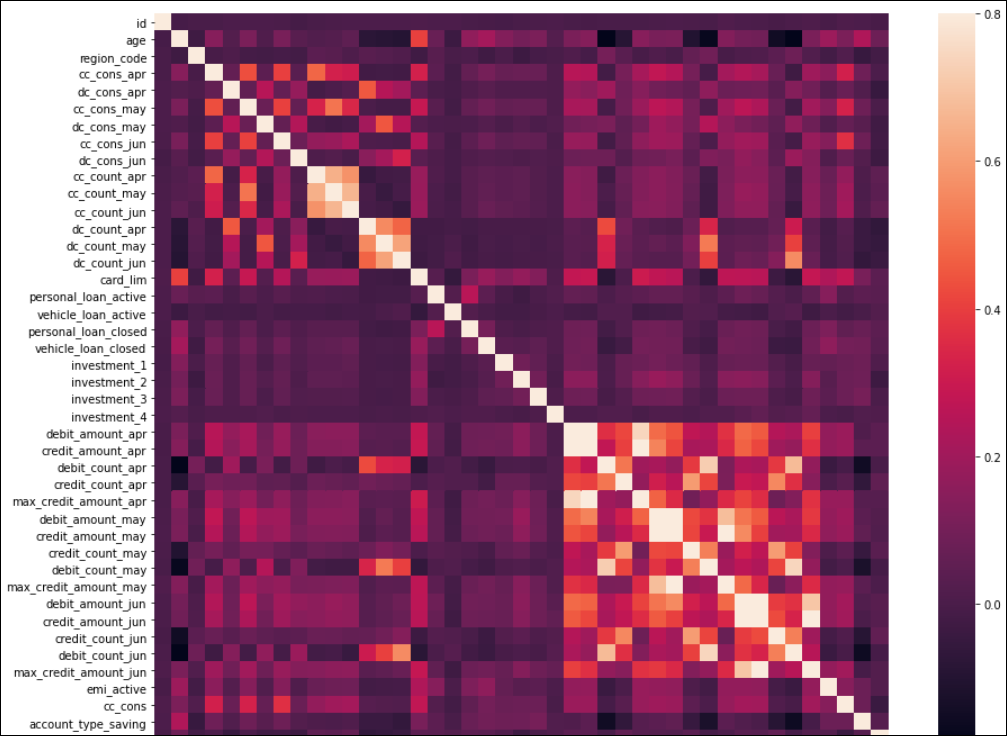 id
age
region_code
cc_cons_apr
dc_cons_apr
cc_cons_may
dc_cons_may
cc_cons_jun
dc_cons_jun
cc_count_apr
cc_count_may
cc_count_jun
dc_count_apr
dc_count_may
dc_count_jun
card_lim
personal_loan_active
vehicle_loan_active
personal_loan_closed
vehicle_loan_closed
investment_1
investment_2
investment_3
investment_4
debit_amount_apr
credit_amount_apr
debit_count_apr
credit_count_apr
max_credit_amount_apr
debit_amount_may
credit_amount_may
credit_count_may
debit_count_may
max_credit_amount_may
debit_amount_jun
credit_amount_jun
credit_count_jun
debit_count_jun
max_credit_amount_jun
emi_active
cc_cons
account_type_saving
0.8
0.6
0.4
0.2
0.0